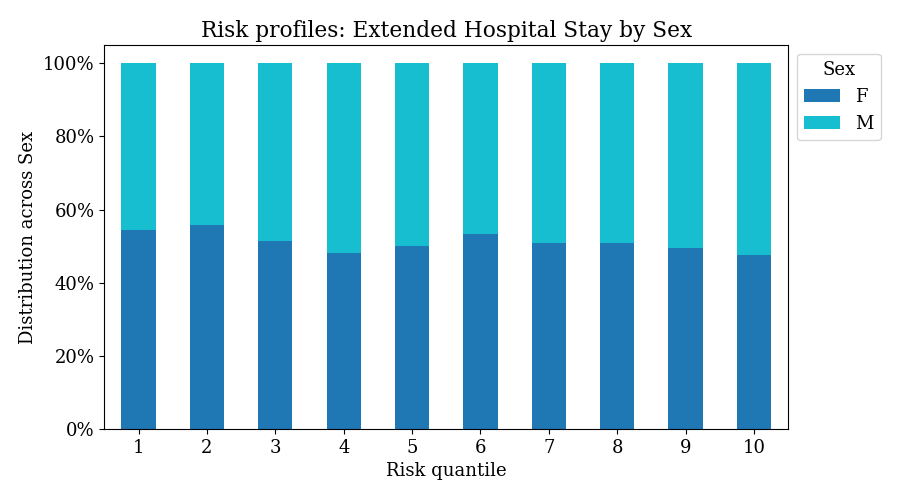 Risk profiles: Extended Hospital Stay by Sex
Distribution across Sex
100%
80%
60%
40%
20%
0%
1 2 3 4 5 6 7 8 9 10
Risk quantile
Sex
F
M